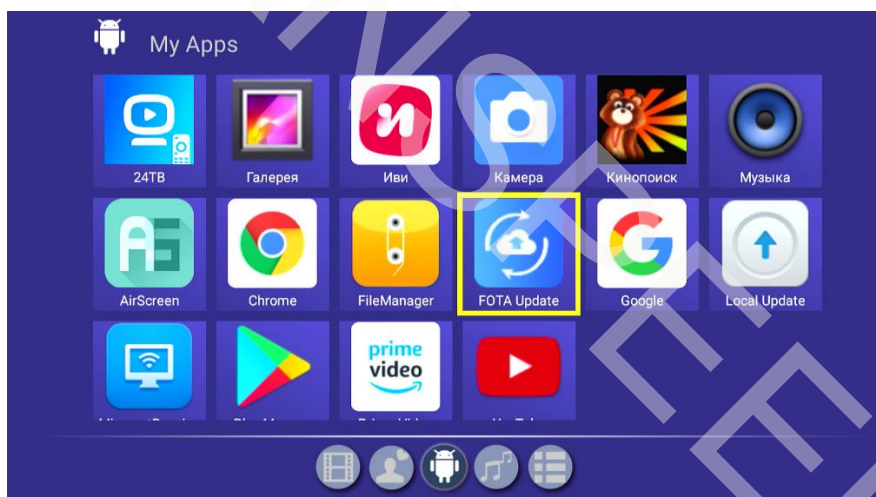 My Apps
24ТВ Галерея Иви Камера Кинопоиск Музыка
AirScreen Chrome FileManager FOTA Update Google Local Update
prime
video